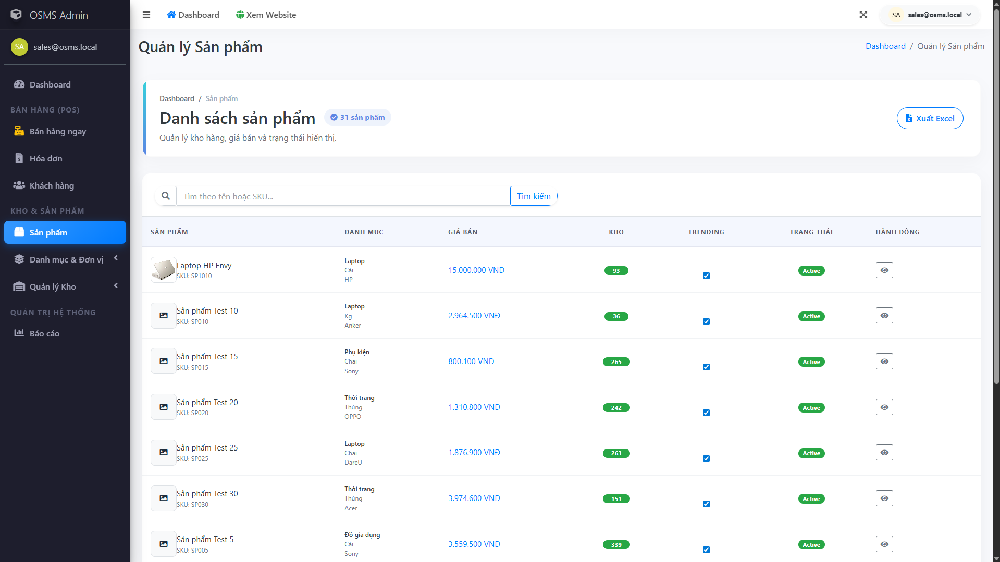 OSMS Admin
Dashboard
Xem Website
SA
sales@osms.local
SA
sales@osms.local
Dashboard
BÁN HÀNG (POS)
Bán hàng ngay
Hóa đơn
Khách hàng
KHO & SẢN PHẨM
Sản phẩm
Danh mục & Đơn vị
Quản lý Kho
QUẢN TRỊ HỆ THỐNG
Báo cáo
Quản lý Sản phẩm
Dashboard / Quản lý Sản phẩm
Dashboard / Sản phẩm
Danh sách sản phẩm
31 sản phẩm
Quản lý kho hàng, giá bán và trạng thái hiển thị.
Xuất Excel
Tìm theo tên hoặc SKU...
Tìm kiếm
SẢN PHẨM DANH MỤC GIÁ BÁN KHO TRENDING TRẠNG THÁI HÀNH ĐỘNG
Laptop HP Envy
SKU: SP1010
Laptop
Cái
HP
15.000.000 VNĐ
93
Active
Sản phẩm Test 10
SKU: SP010
Laptop
Kg
Anker
2.964.500 VNĐ
36
Active
Sản phẩm Test 15
SKU: SP015
Phụ kiện
Chai
Sony
800.100 VNĐ
265
Active
Sản phẩm Test 20
SKU: SP020
Thời trang
Thùng
OPPO
1.310.800 VNĐ
242
Active
Sản phẩm Test 25
SKU: SP025
Laptop
Chai
DareU
1.876.900 VNĐ
263
Active
Sản phẩm Test 30
SKU: SP030
Thời trang
Thùng
Acer
3.974.600 VNĐ
151
Active
Sản phẩm Test 5
SKU: SP005
Đồ gia dụng
Cái
Sony
3.559.500 VNĐ
339
Active